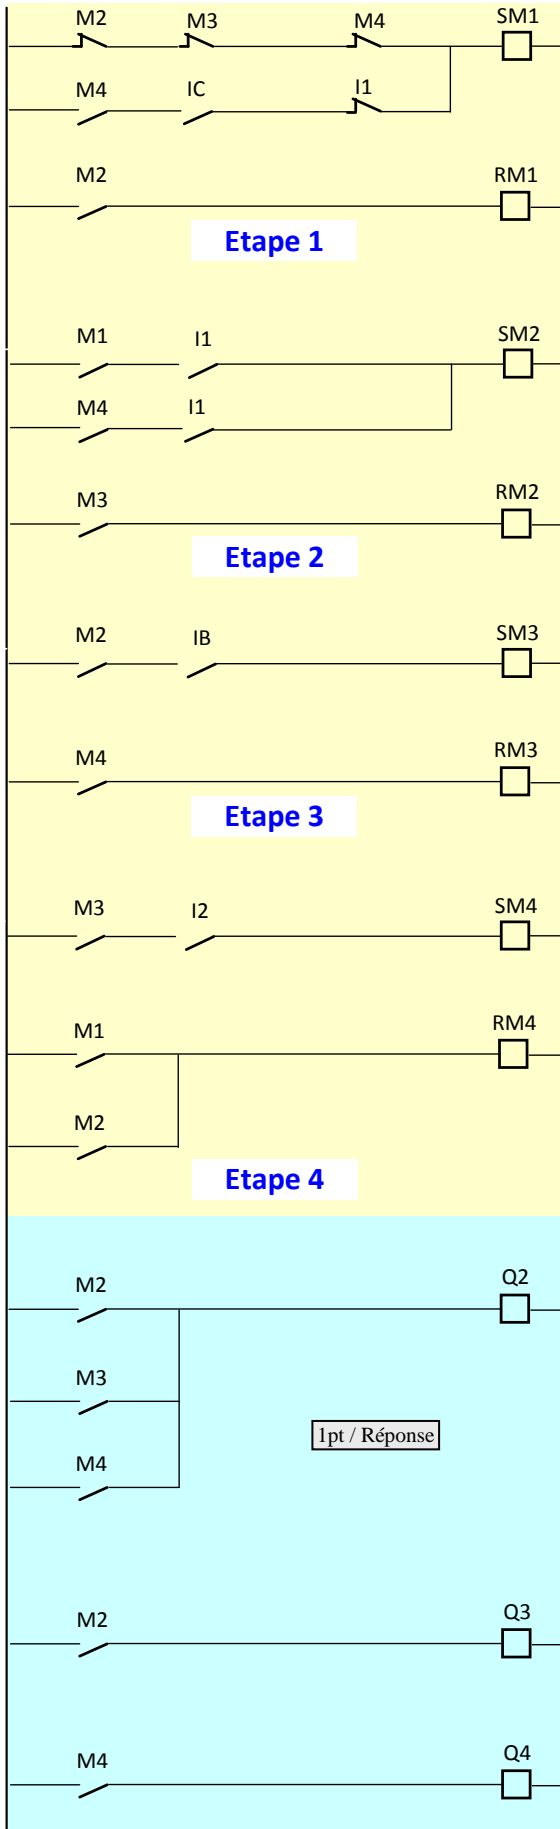 M2 M3 M4 SM1
M4 IC I1
M2 RM1
Etape 1
M1 I1 SM2
M4 I1
M3 RM2
Etape 2
M2 IB SM3
M4 RM3
Etape 3
M3 I2 SM4
M1 RM4
M2
Etape 4
M2 Q2
M3
1pt / Réponse
M4
M2 Q3
M4 Q4